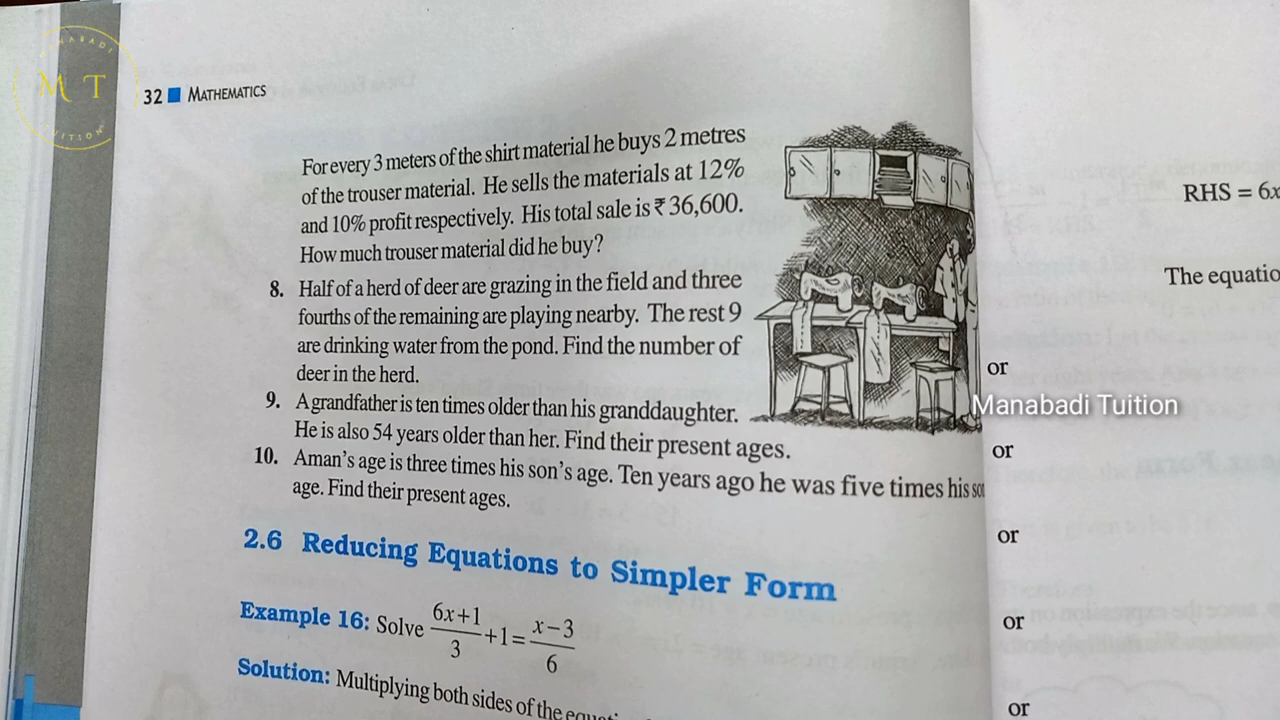 MANABADI
M T
TUITION
32 ■ MATHEMATICS
For every 3 meters of the shirt material he buys 2 metres
of the trouser material. He sells the materials at 12%
and 10% profit respectively. His total sale is ₹ 36,600.
How much trouser material did he buy?
8. Half of a herd of deer are grazing in the field and three
fourths of the remaining are playing nearby. The rest 9
are drinking water from the pond. Find the number of
deer in the herd.
9. A grandfather is ten times older than his granddaughter.
He is also 54 years older than her. Find their present ages.
10. Aman's age is three times his son's age. Ten years ago he was five times his
age. Find their present ages.
2.6 Reducing Equations to Simpler Form
Example 16: Solve (6x+1)/3 + 1 = (x−3)/6
Solution: Multiplying both sides of the
RHS = 6x
The equatio
or
Manabadi Tuition
or
or
or
or